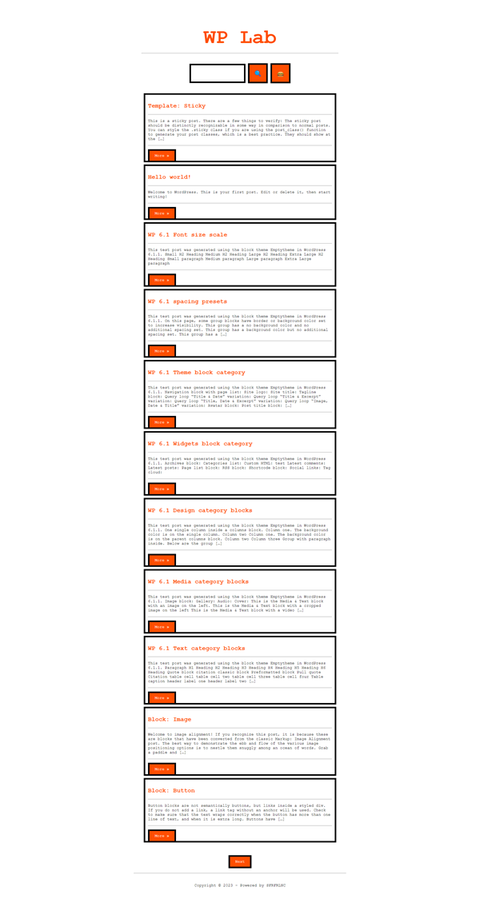 WP Lab
Template: Sticky
This is a sticky post. There are a few things to verify: The sticky post
should be distinctly recognizable in some way in comparison to normal posts.
You can style the .sticky class if you are using the post_class() function
to generate your post classes, which is a best practice. They should show at
the […]
More »
Hello world!
Welcome to WordPress. This is your first post. Edit or delete it, then start
writing!
More »
WP 6.1 Font size scale
This test post was generated using the block theme Emptytheme in WordPress
6.1.1. Small H2 Heading Medium H2 Heading Large H2 Heading Extra Large H2
Heading Small paragraph Medium paragraph Large paragraph Extra large
paragraph
More »
WP 6.1 spacing presets
This test post was generated using the block theme Emptytheme in WordPress
6.1.1. On this page, some group blocks have border or background color set
to increase visibility. This group has a no background color and no
additional spacing set. This group has a background color but no additional
spacing set. This group has a […]
More »
WP 6.1 Theme block category
This test post was generated using the block theme Emptytheme in WordPress
6.1.1. Navigation block with page list: Site logo: Site title: Tagline
block: Query loop "Title & Date" variation: Query loop "Title & Excerpt"
variation: Query loop "Title, Date & Excerpt" variation: Query loop "Image,
Date & Title" variation: Avatar block: Post title block: […]
More »
WP 6.1 Widgets block category
This test post was generated using the block theme Emptytheme in WordPress
6.1.1. Archives block: Categories list: Custom HTML: test Latest comments:
Latest posts: Page list block: RSS block: Shortcode block: Social links: Tag
cloud:
More »
WP 6.1 Design category blocks
This test post was generated using the block theme Emptytheme in WordPress
6.1.1. One single column inside a columns block. Column one. The background
color is on the single column. Column two Column one. The background color
is on the parent columns block. Column two Column three Group with paragraph
inside. Below are the group […]
More »
WP 6.1 Media category blocks
This test post was generated using the block theme Emptytheme in WordPress
6.1.1. Image block: Gallery: Audio: Cover: This is the Media & Text block
with an image on the left. This is the Media & Text block with a cropped
image on the left This is the Media & Text block with a video […]
More »
WP 6.1 Text category blocks
This test post was generated using the block theme Emptytheme in WordPress
6.1.1. Paragraph H1 Heading H2 Heading H3 Heading H4 Heading H5 Heading H6
Heading Quote block citation Classic block Preformatted block Pull quote
Citation table cell table cell two table cell three table cell four Table
caption header label one header label two […]
More »
Block: Image
Welcome to image alignment! If you recognize this post, it is because these
are blocks that have been converted from the classic Markup: Image Alignment
post. The best way to demonstrate the ebb and flow of the various image
positioning options is to nestle them snuggly among an ocean of words. Grab
a paddle and […]
More »
Block: Button
Button blocks are not semantically buttons, but links inside a styled div.
If you do not add a link, a link tag without an anchor will be used. Check
to make sure that the text wraps correctly when the button has more than one
line of text, and when it is extra long. Buttons have […]
More »
Next